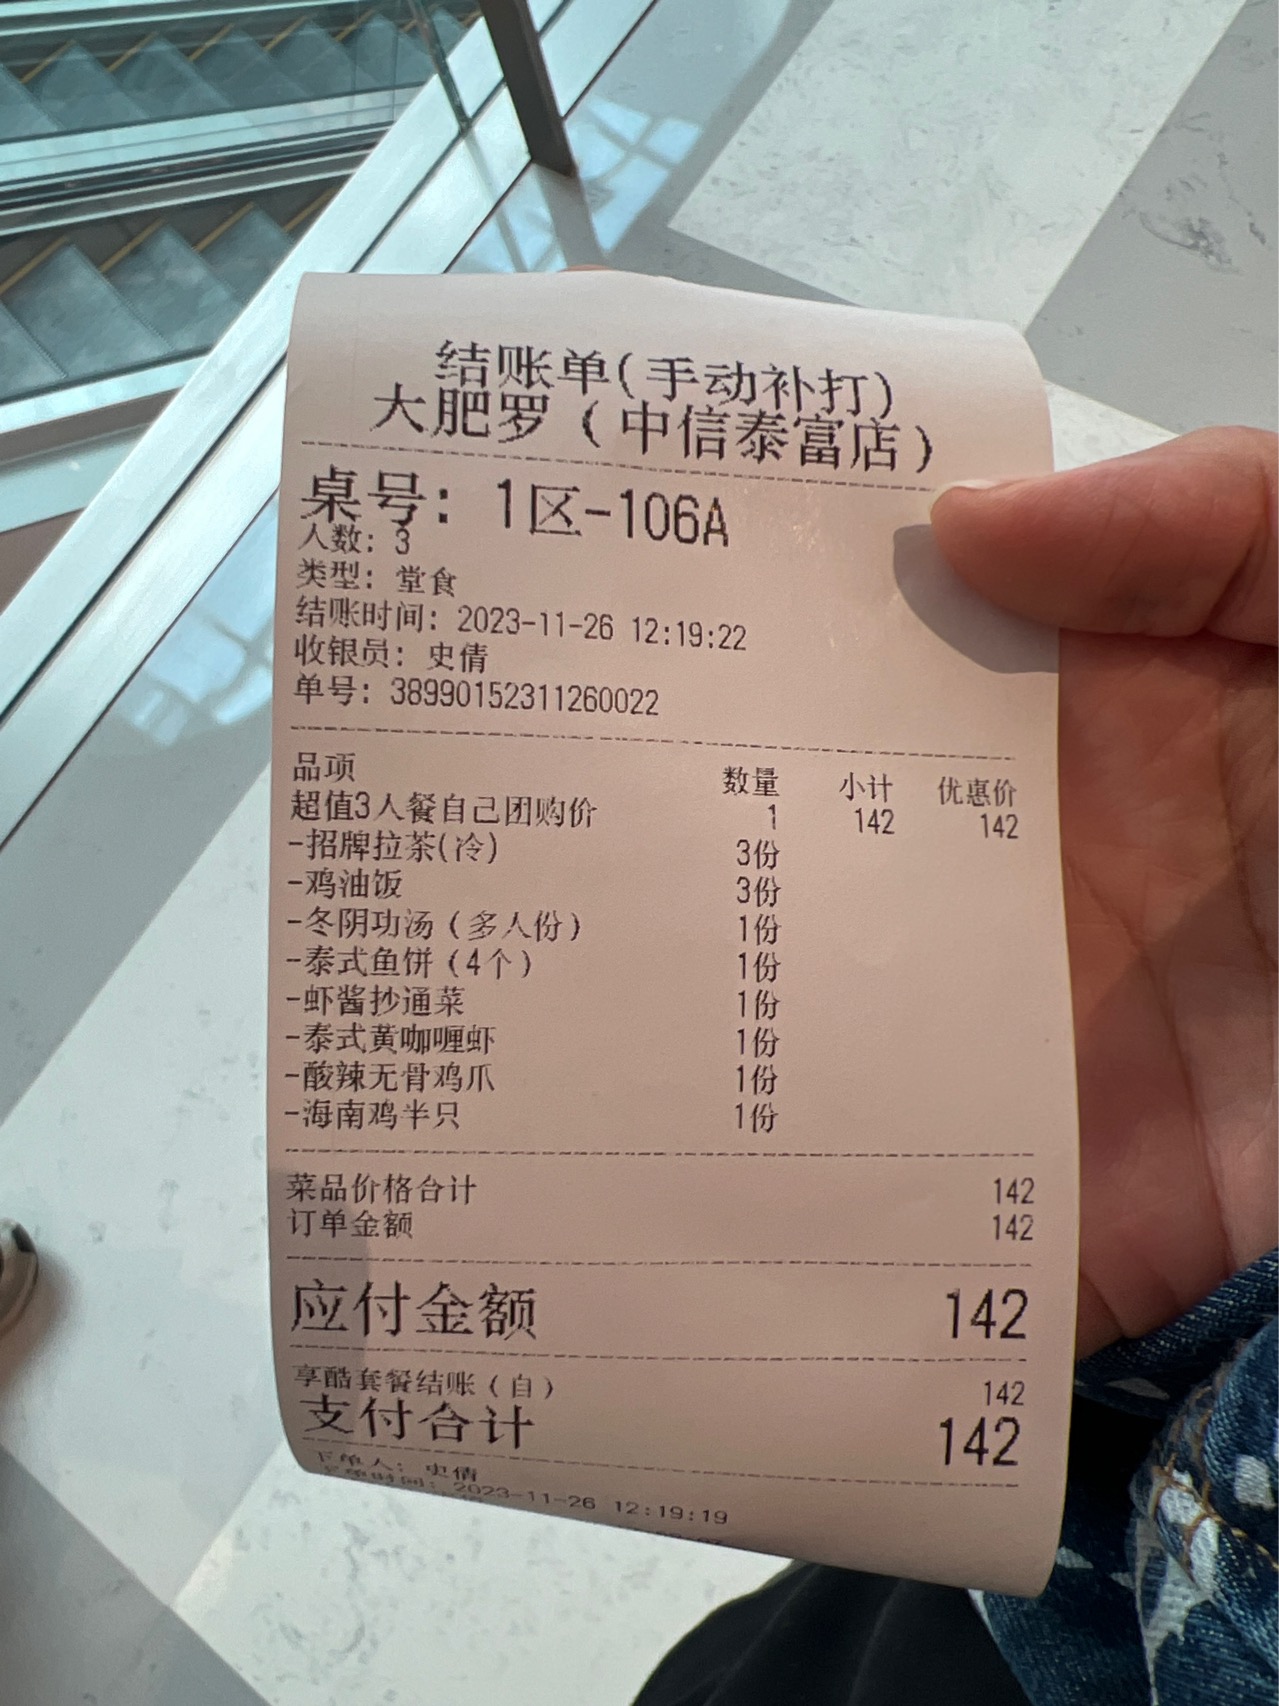 结账单(手动补打)
大肥罗（中信泰富店）
桌号: 1区-106A
人数: 3
类型: 堂食
结账时间: 2023-11-26 12:19:22
收银员: 史倩
单号: 38990152311260022
品项 数量 小计 优惠价
超值3人餐自己团购价 1 142 142
-招牌拉茶(冷) 3份
-鸡油饭 3份
-冬阴功汤（多人份） 1份
-泰式鱼饼（4个） 1份
-虾酱抄通菜 1份
-泰式黄咖喱虾 1份
-酸辣无骨鸡爪 1份
-海南鸡半只 1份
菜品价格合计 142
订单金额 142
应付金额 142
享酷套餐结账（自） 142
支付合计 142
下单人: 史倩
下单时间: 2023-11-26 12:19:19